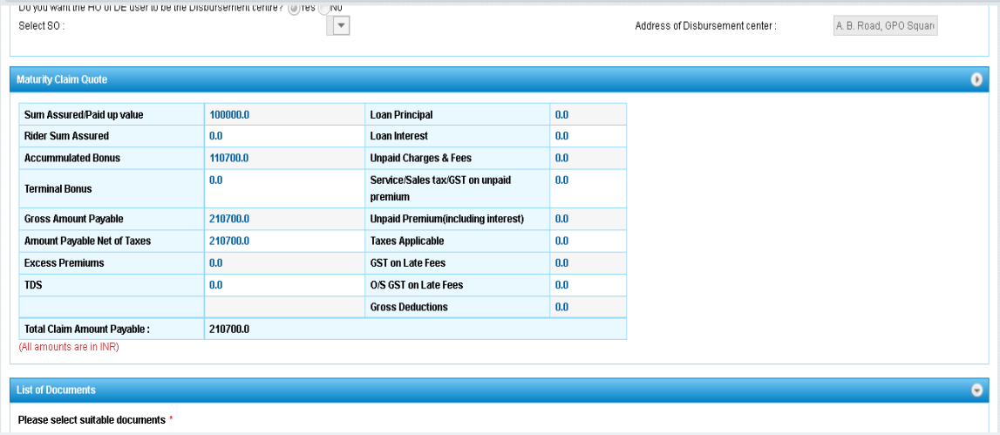 Do you want the HO of DE user to be the Disbursement centre? Yes No
Select SO : Address of Disbursement center : A. B. Road, GPO Squar
Maturity Claim Quote
Sum Assured/Paid up value 100000.0 Loan Principal 0.0
Rider Sum Assured 0.0 Loan Interest 0.0
Accummulated Bonus 110700.0 Unpaid Charges & Fees 0.0
Terminal Bonus 0.0 Service/Sales tax/GST on unpaid premium 0.0
Gross Amount Payable 210700.0 Unpaid Premium(including interest) 0.0
Amount Payable Net of Taxes 210700.0 Taxes Applicable 0.0
Excess Premiums 0.0 GST on Late Fees 0.0
TDS 0.0 O/S GST on Late Fees 0.0
Gross Deductions 0.0
Total Claim Amount Payable : 210700.0
(All amounts are in INR)
List of Documents
Please select suitable documents *